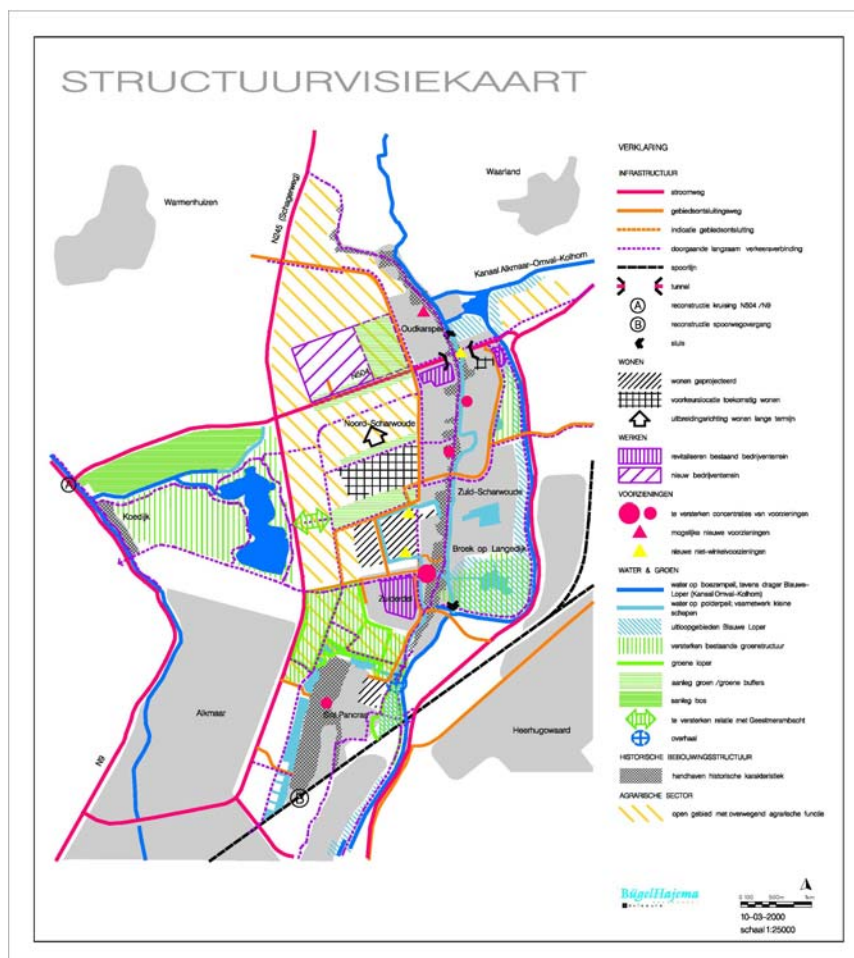 STRUCTUURVISIEKAART
Warmenhuizen
Waarland
N245 (Schagerweg)
Kanaal Alkmaar-Omval-Kolhorn
Oudkarspel
N504
Noord-Scharwoude
A
Koedijk
Zuid-Scharwoude
Broek op Langedijk
Zuiderdel
Alkmaar
Sint Pancras
Heerhugowaard
N9
B
VERKLARING
INFRASTRUCTUUR
stroomweg
gebiedsontsluitingsweg
indicatie gebiedsontsluiting
doorgaande langzaam verkeersverbinding
spoorlijn
tunnel
A reconstructie kruising N504 /N9
B reconstructie spoorwegovergang
sluis
WONEN
wonen geprojecteerd
voorkeurslocatie toekomstig wonen
uitbreidingsrichting wonen lange termijn
WERKEN
revitaliseren bestaand bedrijventerrein
nieuw bedrijventerrein
VOORZIENINGEN
te versterken concentraties van voorzieningen
mogelijke nieuwe voorzieningen
nieuwe niet-winkelvoorzieningen
WATER & GROEN
water op boezempeil, tevens drager Blauwe-
Loper (Kanaal Omval-Kolhorn)
water op polderpeil; vaarnetwerk kleine
schepen
uitloopgebieden Blauwe Loper
versterken bestaande groenstructuur
groene loper
aanleg groen /groene buffers
aanleg bos
te versterken relatie met Geestmerambacht
overhaal
HISTORISCHE BEBOUWINGSSTRUCTUUR
handhaven historische karakteristiek
AGRARISCHE SECTOR
open gebied met overwegend agrarische functie
BügelHajema
0 100 500m 1km
10-03-2000
schaal 1:25000